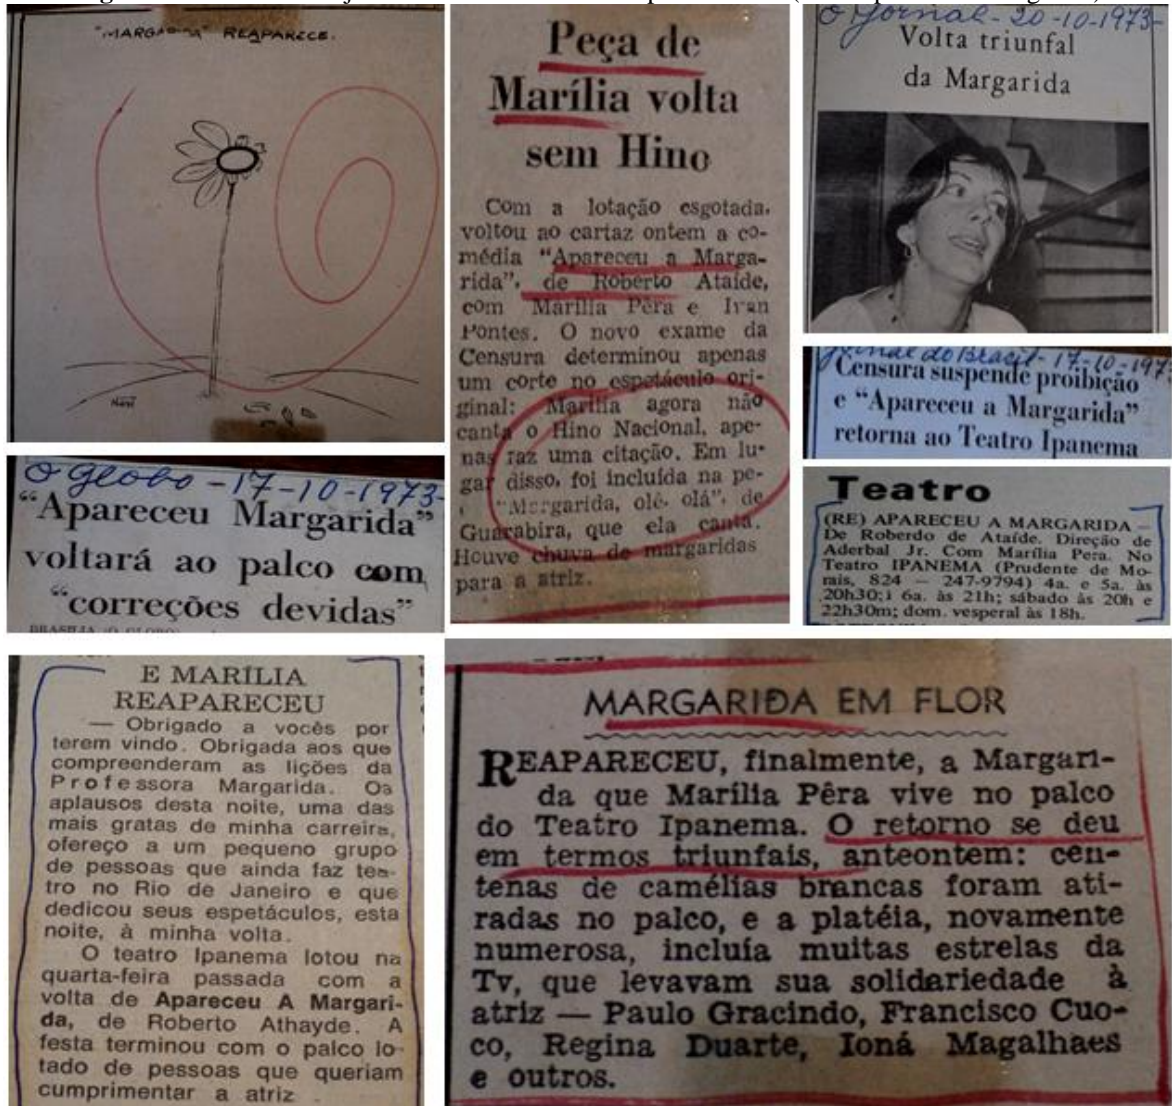 "MARGARIDA" REAPARECE.
Peça de
Marília volta
sem Hino
Com a lotação esgotada,
voltou ao cartaz ontem a co-
média "Apareceu a Marga-
rida", de Roberto Ataíde,
com Marília Pêra e Ivan
Pontes. O novo exame da
Censura determinou apenas
um corte no espetáculo ori-
ginal: Marília agora não
canta o Hino Nacional, ape-
nas faz uma citação. Em lu-
gar disso, foi incluída na pe-
"Margarida, olê, olá", de
Guarabira, que ela canta.
Houve chuva de margaridas
para a atriz.
O Jornal - 20-10-1973-
Volta triunfal
da Margarida
Jornal do Brasil - 17-10-197
Censura suspende proibição
e "Apareceu a Margarida"
retorna ao Teatro Ipanema
O Globo - 17-10-1973-
"Apareceu Margarida"
voltará ao palco com
"correções devidas"
Teatro
(RE) APARECEU A MARGARIDA —
De Roberdo de Ataíde. Direção de
Aderbal Jr. Com Marília Pera. No
Teatro IPANEMA (Prudente de Mo-
rais, 824 — 247-9794) 4a. e 5a. às
20h30; 6a. às 21h; sábado às 20h e
22h30m; dom. vesperal às 18h.
E MARÍLIA
REAPARECEU
— Obrigado a vocês por
terem vindo. Obrigada aos que
compreenderam as lições da
Professora Margarida. Os
aplausos desta noite, uma das
mais gratas de minha carreira,
ofereço a um pequeno grupo
de pessoas que ainda faz tea-
tro no Rio de Janeiro e que
dedicou seus espetáculos, esta
noite, à minha volta.
O teatro Ipanema lotou na
quarta-feira passada com a
volta de Apareceu A Margari-
da, de Roberto Athayde. A
festa terminou com o palco lo-
tado de pessoas que queriam
cumprimentar a atriz .
MARGARIDA EM FLOR
REAPARECEU, finalmente, a Margari-
da que Marília Pêra vive no palco
do Teatro Ipanema. O retorno se deu
em termos triunfais, anteontem: cen-
tenas de camélias brancas foram ati-
radas no palco, e a platéia, novamente
numerosa, incluía muitas estrelas da
Tv, que levavam sua solidariedade à
atriz — Paulo Gracindo, Francisco Cuo-
co, Regina Duarte, Ioná Magalhaes
e outros.